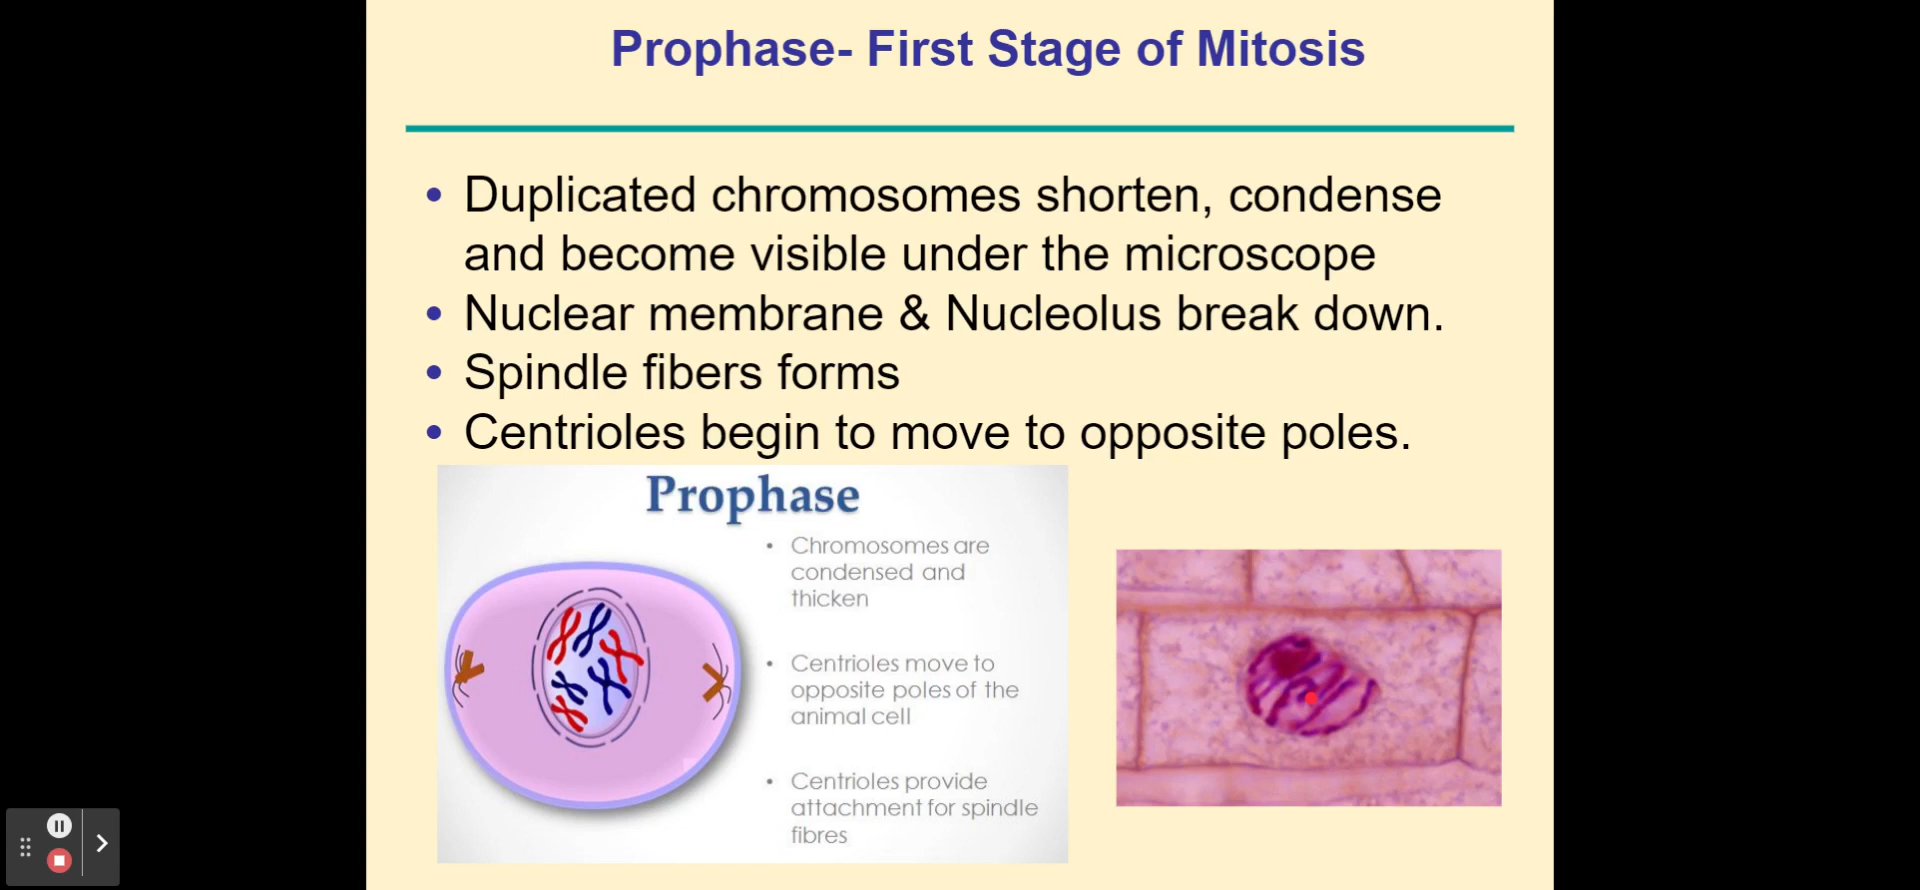 Prophase- First Stage of Mitosis
• Duplicated chromosomes shorten, condense
and become visible under the microscope
• Nuclear membrane & Nucleolus break down.
• Spindle fibers forms
• Centrioles begin to move to opposite poles.
Prophase
• Chromosomes are
condensed and
thicken
• Centrioles move to
opposite poles of the
animal cell
• Centrioles provide
attachment for spindle
fibres